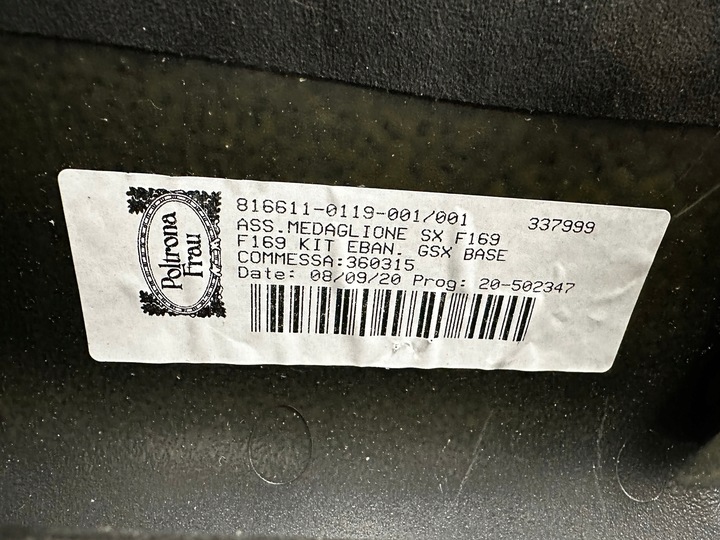 Poltrona
Frau
816611-0119-001/001
337999
ASS.MEDAGLIONE SX F169
F169 KIT EBAN. GSX BASE
COMMESSA:360315
Date: 08/09/20 Prog: 20-502347